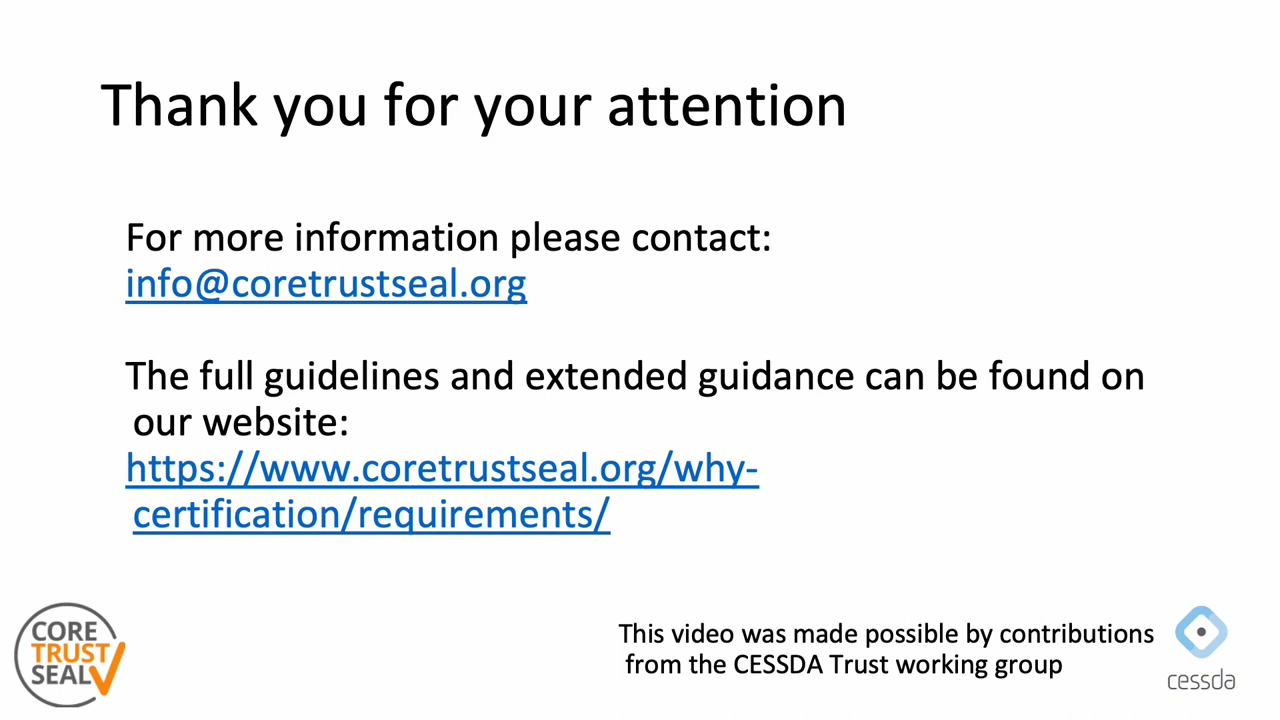 Thank you for your attention
For more information please contact:
info@coretrustseal.org
The full guidelines and extended guidance can be found on
our website:
https://www.coretrustseal.org/why-
certification/requirements/
CORE
TRUST
SEAL
This video was made possible by contributions
from the CESSDA Trust working group
cessda